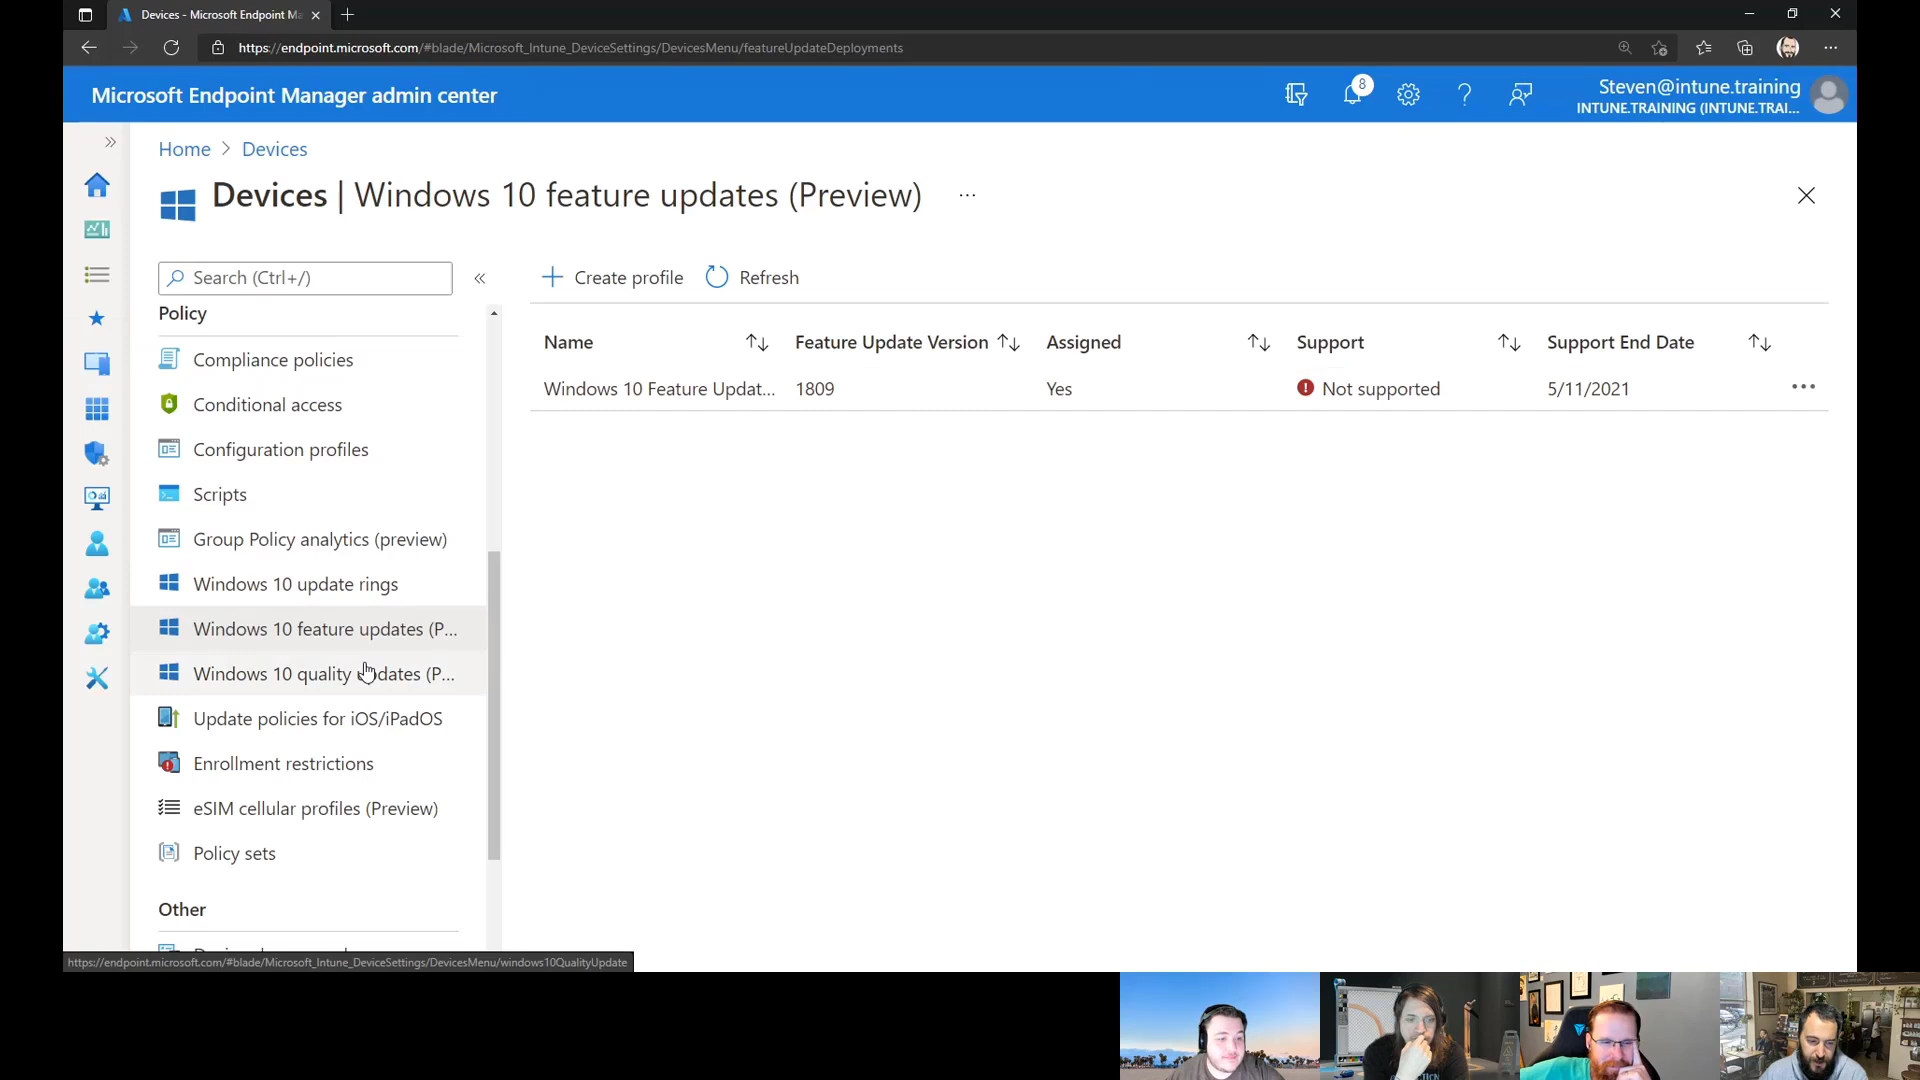 Devices - Microsoft Endpoint Ma
https://endpoint.microsoft.com/#blade/Microsoft_Intune_DeviceSettings/DevicesMenu/featureUpdateDeployments
Microsoft Endpoint Manager admin center
8
Steven@intune.training
INTUNE.TRAINING (INTUNE.TRAI...
Home > Devices
Devices | Windows 10 feature updates (Preview)
...
Search (Ctrl+/)
«
Create profile
Refresh
Policy
Compliance policies
Conditional access
Configuration profiles
Scripts
Group Policy analytics (preview)
Windows 10 update rings
Windows 10 feature updates (P...
Windows 10 quality updates (P...
Update policies for iOS/iPadOS
Enrollment restrictions
eSIM cellular profiles (Preview)
Policy sets
Other
Name Feature Update Version Assigned Support Support End Date
Windows 10 Feature Updat... 1809 Yes Not supported 5/11/2021
https://endpoint.microsoft.com/#blade/Microsoft_Intune_DeviceSettings/DevicesMenu/windows10QualityUpdate